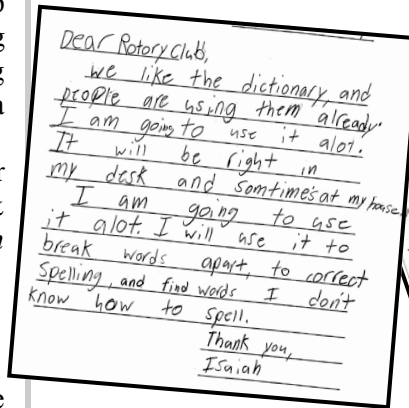 Dear Rotory Club,
we like the dictionary, and
people are using them already.
I am going to use it alot.
It will be right in
my desk and somtimes at my house.
I am going to use
it alot. I will use it to
break words apart, to correct
spelling, and find words I don't
know how to spell.
Thank you,
Isaiah